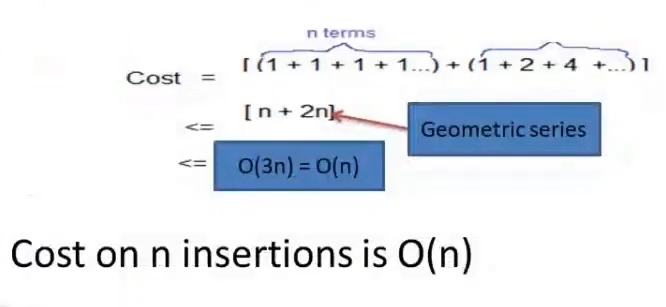 n terms
Cost = [ (1 + 1 + 1 + 1...) + (1 + 2 + 4 +...) ]
<= [ n + 2n]
Geometric series
<= O(3n) = O(n)
Cost on n insertions is O(n)